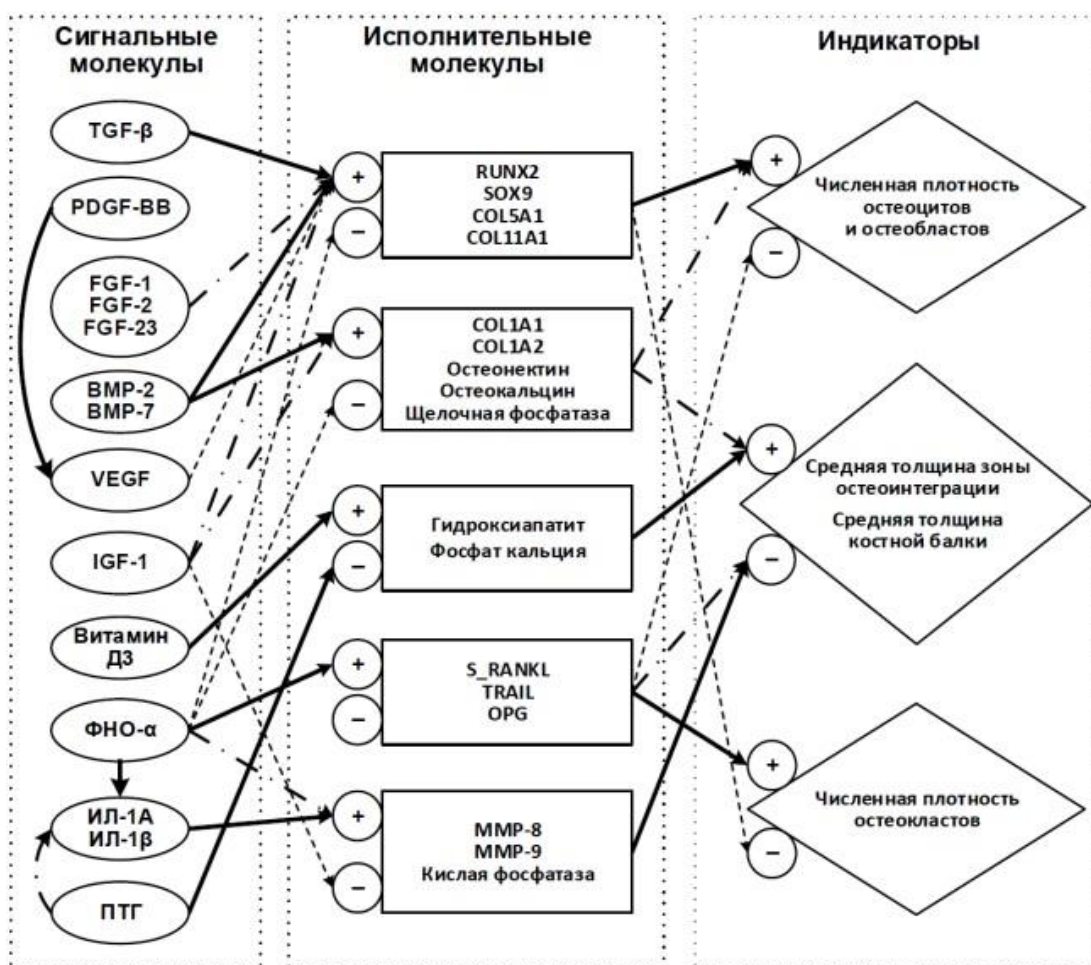 Сигнальные
молекулы
TGF-β
PDGF-BB
FGF-1
FGF-2
FGF-23
BMP-2
BMP-7
VEGF
IGF-1
Витамин
Д3
ФНО-α
ИЛ-1А
ИЛ-1β
ПТГ
Исполнительные
молекулы
+
−
RUNX2
SOX9
COL5A1
COL11A1
+
−
COL1A1
COL1A2
Остеонектин
Остеокальцин
Щелочная фосфатаза
+
−
Гидроксиапатит
Фосфат кальция
+
−
S_RANKL
TRAIL
OPG
+
−
MMP-8
MMP-9
Кислая фосфатаза
Индикаторы
+
−
Численная плотность
остеоцитов
и остеобластов
+
−
Средняя толщина зоны
остеоинтеграции
Средняя толщина
костной балки
+
−
Численная плотность
остеокластов